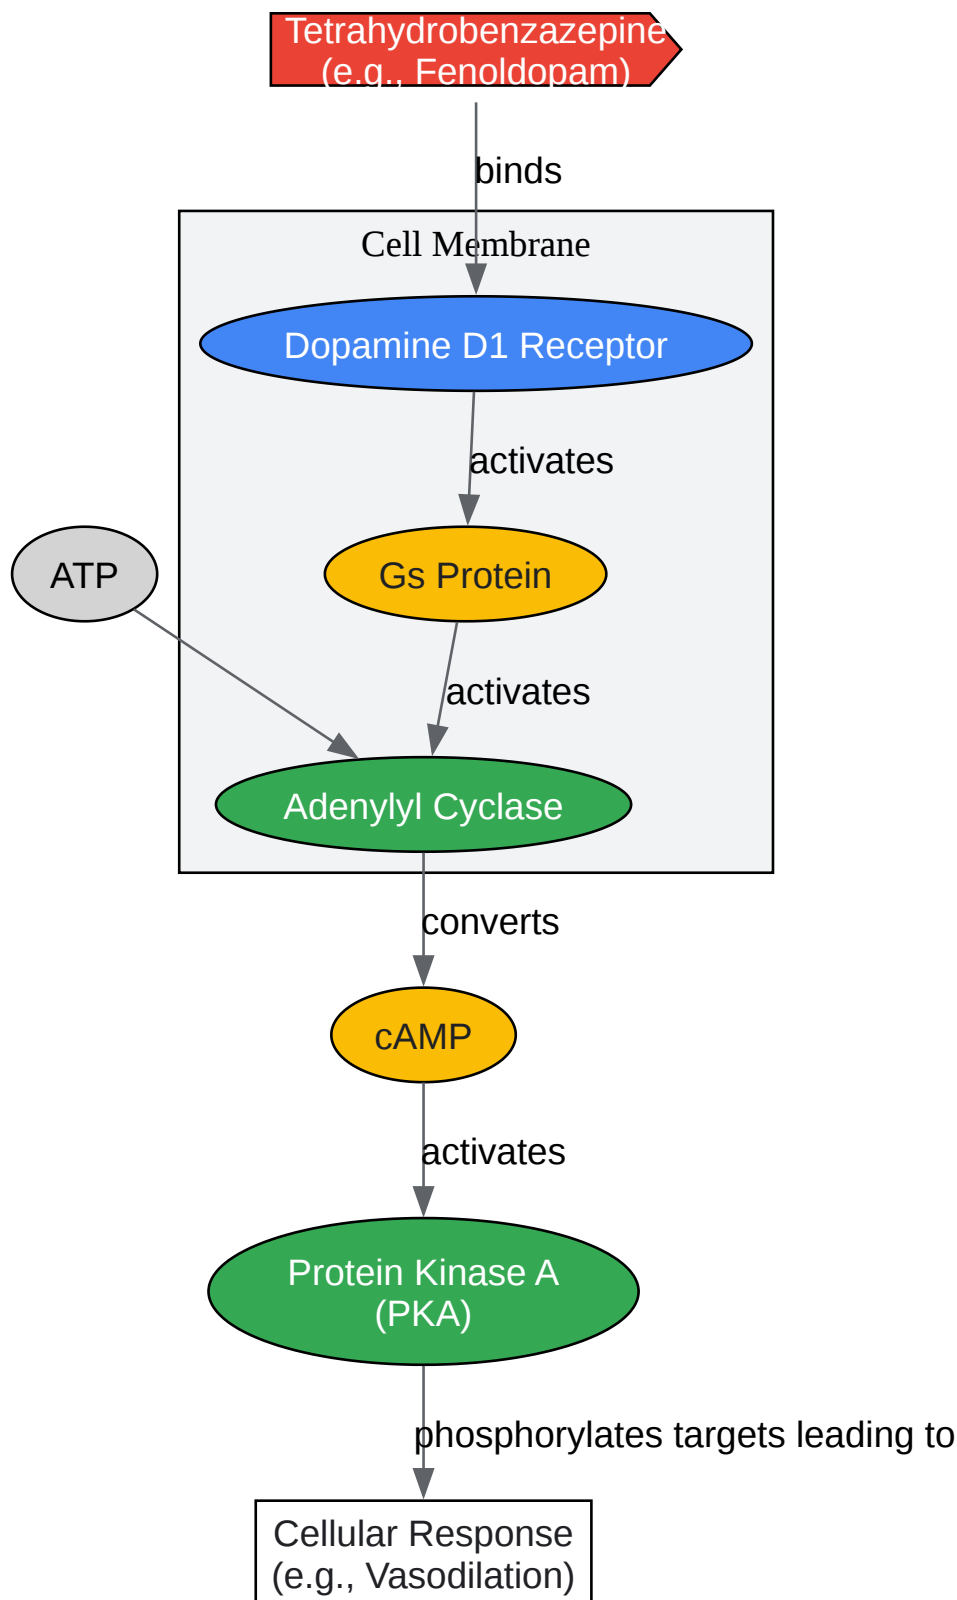 Tetrahydrobenzazepine
(e.g., Fenoldopam)
binds
Cell Membrane
Dopamine D1 Receptor
activates
ATP
Gs Protein
activates
Adenylyl Cyclase
converts
cAMP
activates
Protein Kinase A
(PKA)
phosphorylates targets leading to
Cellular Response
(e.g., Vasodilation)